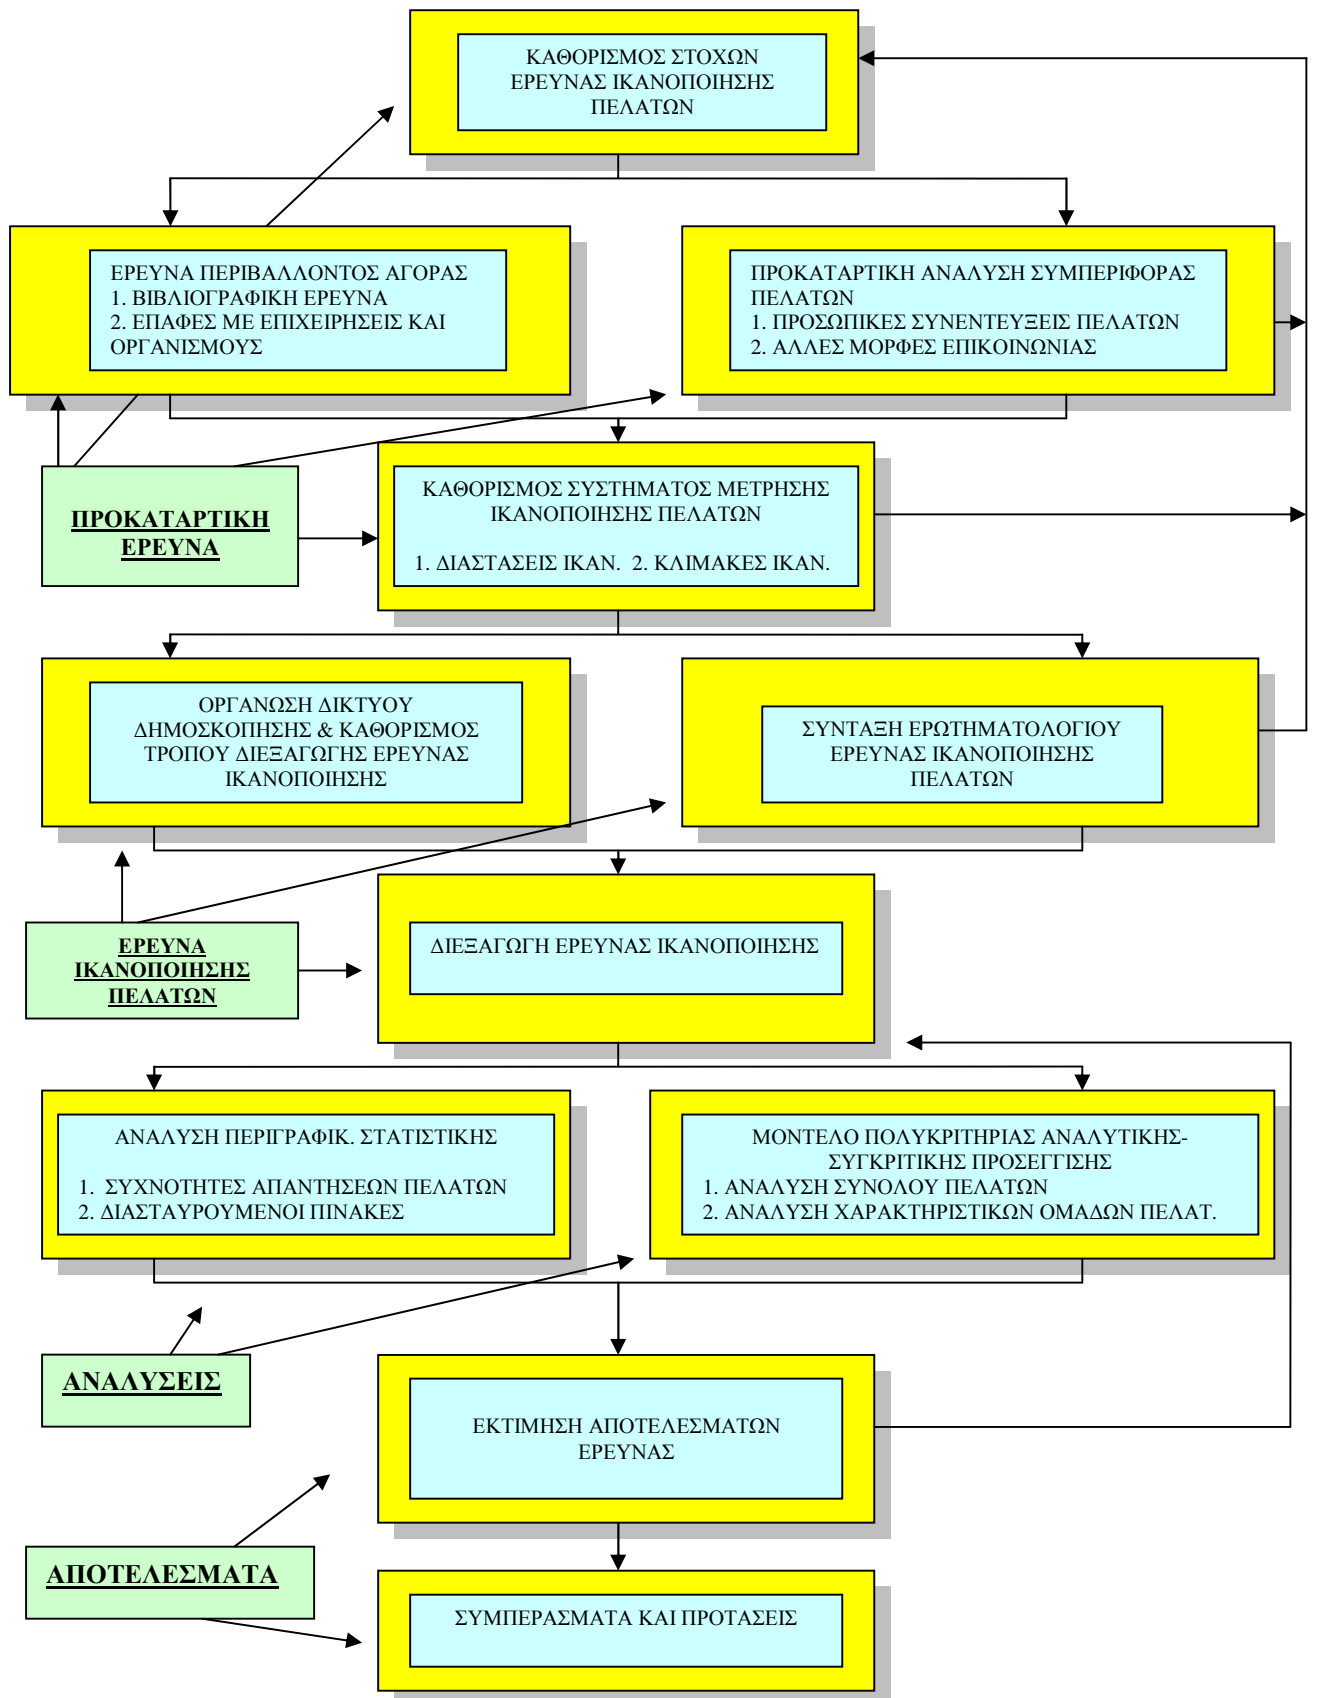 ΚΑΘΟΡΙΣΜΟΣ ΣΤΟΧΩΝ
ΕΡΕΥΝΑΣ ΙΚΑΝΟΠΟΙΗΣΗΣ
ΠΕΛΑΤΩΝ
ΕΡΕΥΝΑ ΠΕΡΙΒΑΛΛΟΝΤΟΣ ΑΓΟΡΑΣ
1. ΒΙΒΛΙΟΓΡΑΦΙΚΗ ΕΡΕΥΝΑ
2. ΕΠΑΦΕΣ ΜΕ ΕΠΙΧΕΙΡΗΣΕΙΣ ΚΑΙ
ΟΡΓΑΝΙΣΜΟΥΣ
ΠΡΟΚΑΤΑΡΤΙΚΗ ΑΝΑΛΥΣΗ ΣΥΜΠΕΡΙΦΟΡΑΣ
ΠΕΛΑΤΩΝ
1. ΠΡΟΣΩΠΙΚΕΣ ΣΥΝΕΝΤΕΥΞΕΙΣ ΠΕΛΑΤΩΝ
2. ΑΛΛΕΣ ΜΟΡΦΕΣ ΕΠΙΚΟΙΝΩΝΙΑΣ
ΠΡΟΚΑΤΑΡΤΙΚΗ
ΕΡΕΥΝΑ
ΚΑΘΟΡΙΣΜΟΣ ΣΥΣΤΗΜΑΤΟΣ ΜΕΤΡΗΣΗΣ
ΙΚΑΝΟΠΟΙΗΣΗΣ ΠΕΛΑΤΩΝ
1. ΔΙΑΣΤΑΣΕΙΣ ΙΚΑΝ. 2. ΚΛΙΜΑΚΕΣ ΙΚΑΝ.
ΟΡΓΑΝΩΣΗ ΔΙΚΤΥΟΥ
ΔΗΜΟΣΚΟΠΗΣΗΣ & ΚΑΘΟΡΙΣΜΟΣ
ΤΡΟΠΟΥ ΔΙΕΞΑΓΩΓΗΣ ΕΡΕΥΝΑΣ
ΙΚΑΝΟΠΟΙΗΣΗΣ
ΣΥΝΤΑΞΗ ΕΡΩΤΗΜΑΤΟΛΟΓΙΟΥ
ΕΡΕΥΝΑΣ ΙΚΑΝΟΠΟΙΗΣΗΣ
ΠΕΛΑΤΩΝ
ΕΡΕΥΝΑ
ΙΚΑΝΟΠΟΙΗΣΗΣ
ΠΕΛΑΤΩΝ
ΔΙΕΞΑΓΩΓΗ ΕΡΕΥΝΑΣ ΙΚΑΝΟΠΟΙΗΣΗΣ
ΑΝΑΛΥΣΗ ΠΕΡΙΓΡΑΦΙΚ. ΣΤΑΤΙΣΤΙΚΗΣ
1. ΣΥΧΝΟΤΗΤΕΣ ΑΠΑΝΤΗΣΕΩΝ ΠΕΛΑΤΩΝ
2. ΔΙΑΣΤΑΥΡΟΥΜΕΝΟΙ ΠΙΝΑΚΕΣ
ΜΟΝΤΕΛΟ ΠΟΛΥΚΡΙΤΗΡΙΑΣ ΑΝΑΛΥΤΙΚΗΣ-
ΣΥΓΚΡΙΤΙΚΗΣ ΠΡΟΣΕΓΓΙΣΗΣ
1. ΑΝΑΛΥΣΗ ΣΥΝΟΛΟΥ ΠΕΛΑΤΩΝ
2. ΑΝΑΛΥΣΗ ΧΑΡΑΚΤΗΡΙΣΤΙΚΩΝ ΟΜΑΔΩΝ ΠΕΛΑΤ.
ΑΝΑΛΥΣΕΙΣ
ΕΚΤΙΜΗΣΗ ΑΠΟΤΕΛΕΣΜΑΤΩΝ
ΕΡΕΥΝΑΣ
ΑΠΟΤΕΛΕΣΜΑΤΑ
ΣΥΜΠΕΡΑΣΜΑΤΑ ΚΑΙ ΠΡΟΤΑΣΕΙΣ